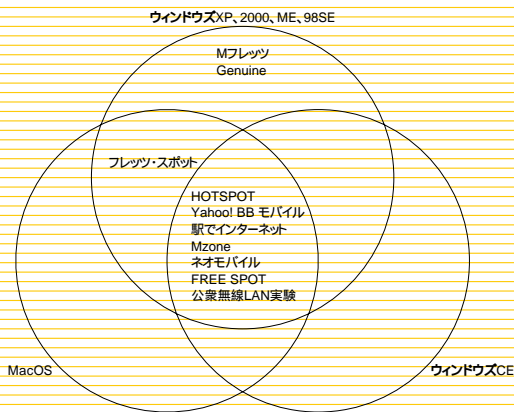 ウィンドウズXP、2000、ME、98SE
Mフレッツ
Genuine
フレッツ・スポット
HOTSPOT
Yahoo! BB モバイル
駅でインターネット
Mzone
ネオモバイル
FREE SPOT
公衆無線LAN実験
MacOS
ウィンドウズCE